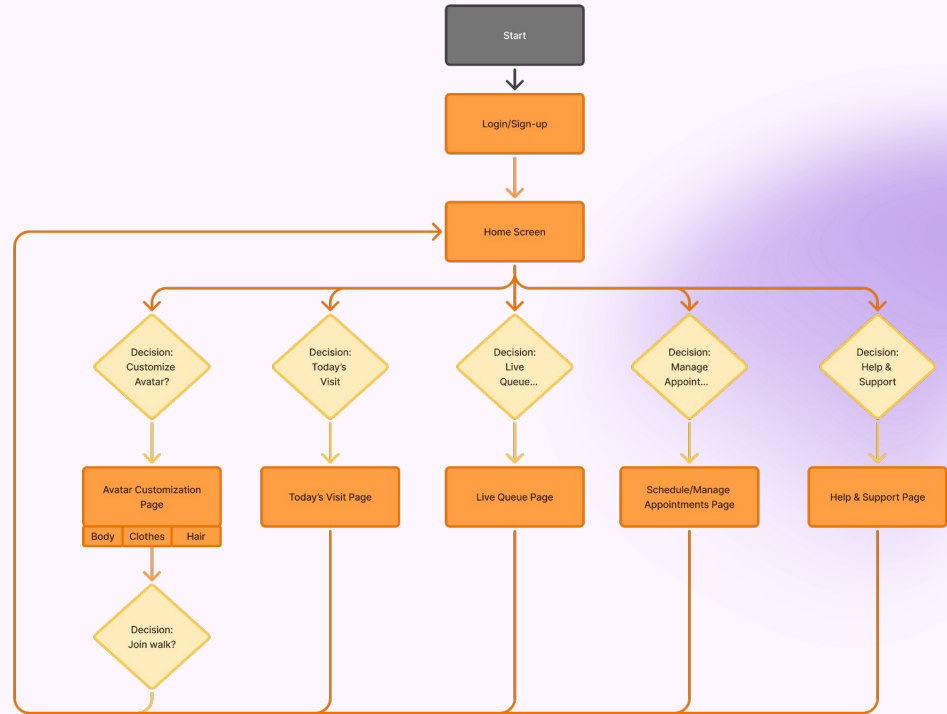 Start
Login/Sign-up
Home Screen
Decision:
Customize
Avatar?
Decision:
Today's
Visit
Decision:
Live
Queue...
Decision:
Manage
Appoint...
Decision:
Help &
Support
Avatar Customization
Page
Body
Clothes
Hair
Today's Visit Page
Live Queue Page
Schedule/Manage
Appointments Page
Help & Support Page
Decision:
Join walk?